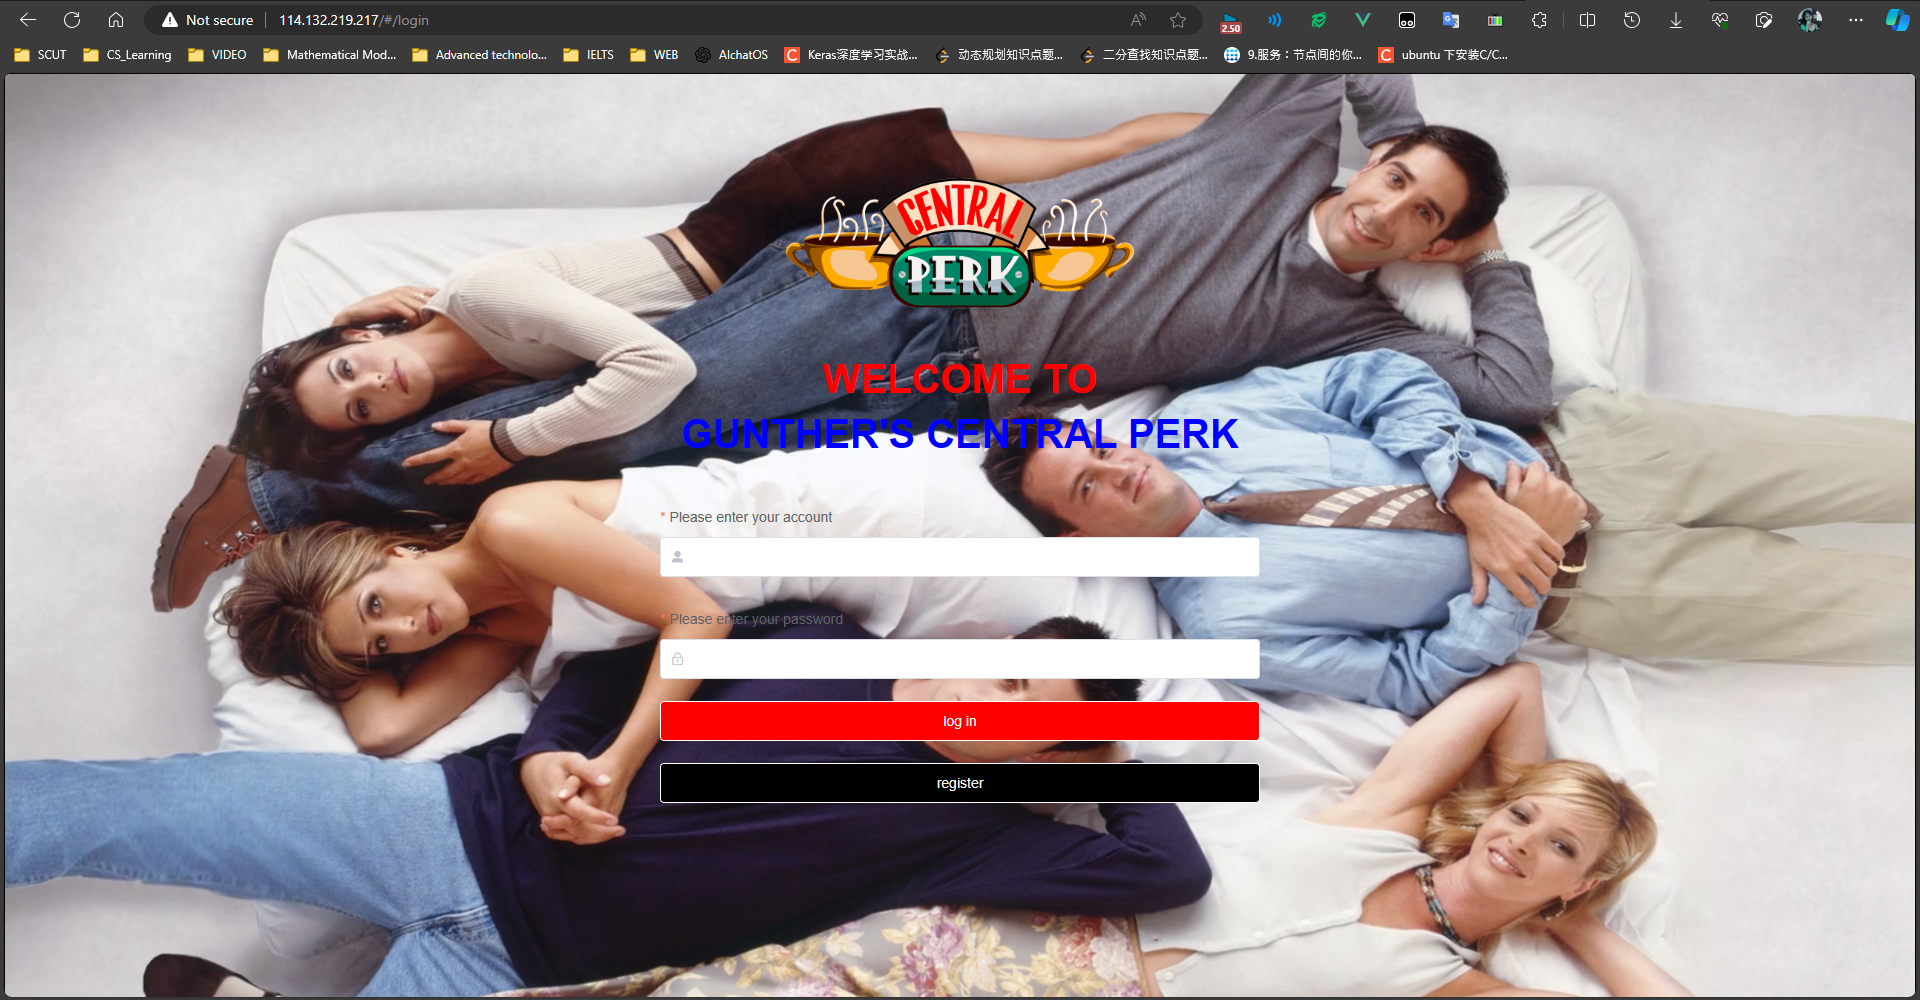 Not secure
114.132.219.217/#/login
2.50
SCUT
CS_Learning
VIDEO
Mathematical Mod...
Advanced technolo...
IELTS
WEB
AIchatOS
Keras深度学习实战...
动态规划知识点题...
二分查找知识点题...
9.服务：节点间的你...
ubuntu 下安装C/C...
CENTRAL
PERK
WELCOME TO
GUNTHER'S CENTRAL PERK
* Please enter your account
* Please enter your password
log in
register